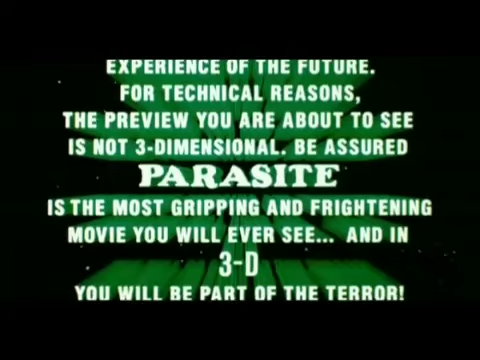 EXPERIENCE OF THE FUTURE.
FOR TECHNICAL REASONS,
THE PREVIEW YOU ARE ABOUT TO SEE
IS NOT 3-DIMENSIONAL. BE ASSURED
PARASITE
IS THE MOST GRIPPING AND FRIGHTENING
MOVIE YOU WILL EVER SEE... AND IN
3-D
YOU WILL BE PART OF THE TERROR!